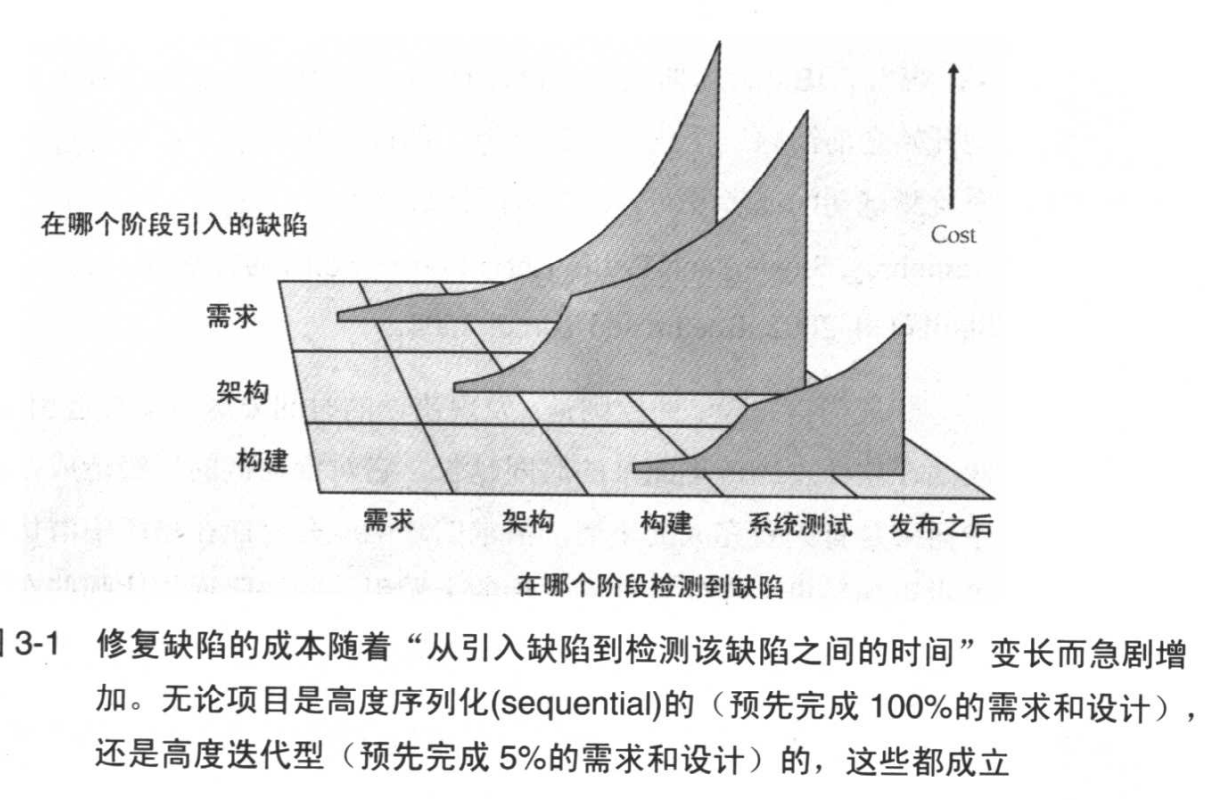 在哪个阶段引入的缺陷
Cost
需求
架构
构建
需求 架构 构建 系统测试 发布之后
在哪个阶段检测到缺陷
3-1 修复缺陷的成本随着“从引入缺陷到检测该缺陷之间的时间”变长而急剧增
加。无论项目是高度序列化(sequential)的（预先完成 100%的需求和设计），
还是高度迭代型（预先完成 5%的需求和设计）的，这些都成立